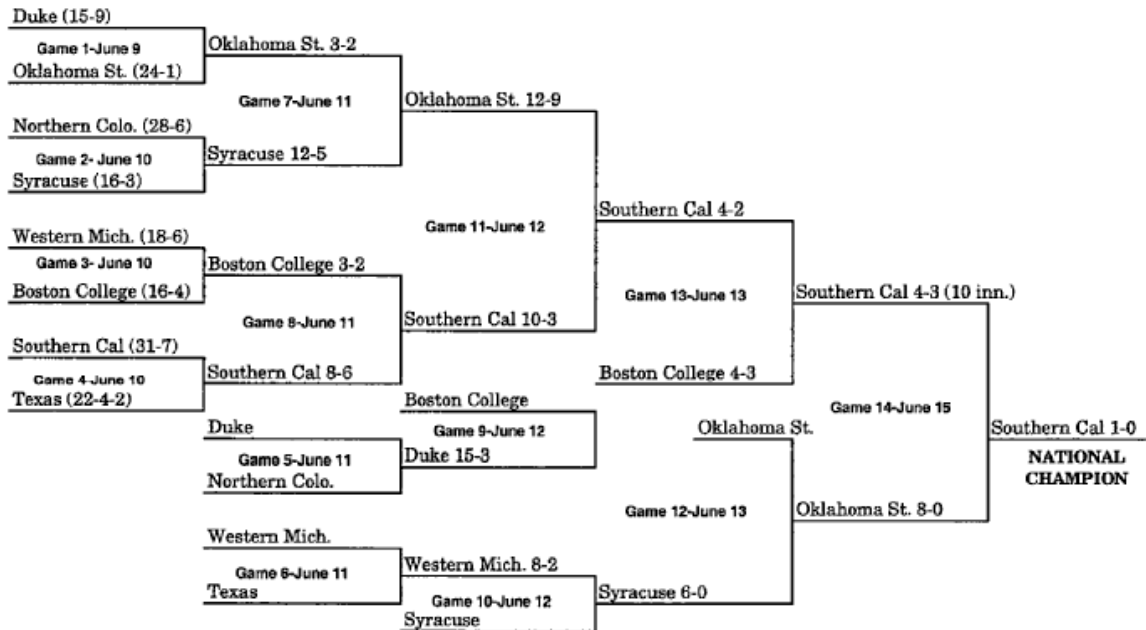 Duke (15-9)
Game 1-June 9
Oklahoma St. (24-1)
Oklahoma St. 3-2
Game 7-June 11
Northern Colo. (28-6)
Game 2- June 10
Syracuse (16-3)
Syracuse 12-5
Oklahoma St. 12-9
Game 11-June 12
Western Mich. (18-6)
Game 3- June 10
Boston College (16-4)
Boston College 3-2
Game 8-June 11
Southern Cal (31-7)
Game 4-June 10
Texas (22-4-2)
Southern Cal 8-6
Southern Cal 10-3
Southern Cal 4-2
Game 13-June 13
Boston College 4-3
Southern Cal 4-3 (10 inn.)
Boston College
Game 9-June 12
Duke
Game 5-June 11
Northern Colo.
Duke 15-3
Game 14-June 15
Oklahoma St.
Game 12-June 13
Oklahoma St. 8-0
Southern Cal 1-0
NATIONAL
CHAMPION
Western Mich.
Game 6-June 11
Texas
Western Mich. 8-2
Game 10-June 12
Syracuse
Syracuse 6-0